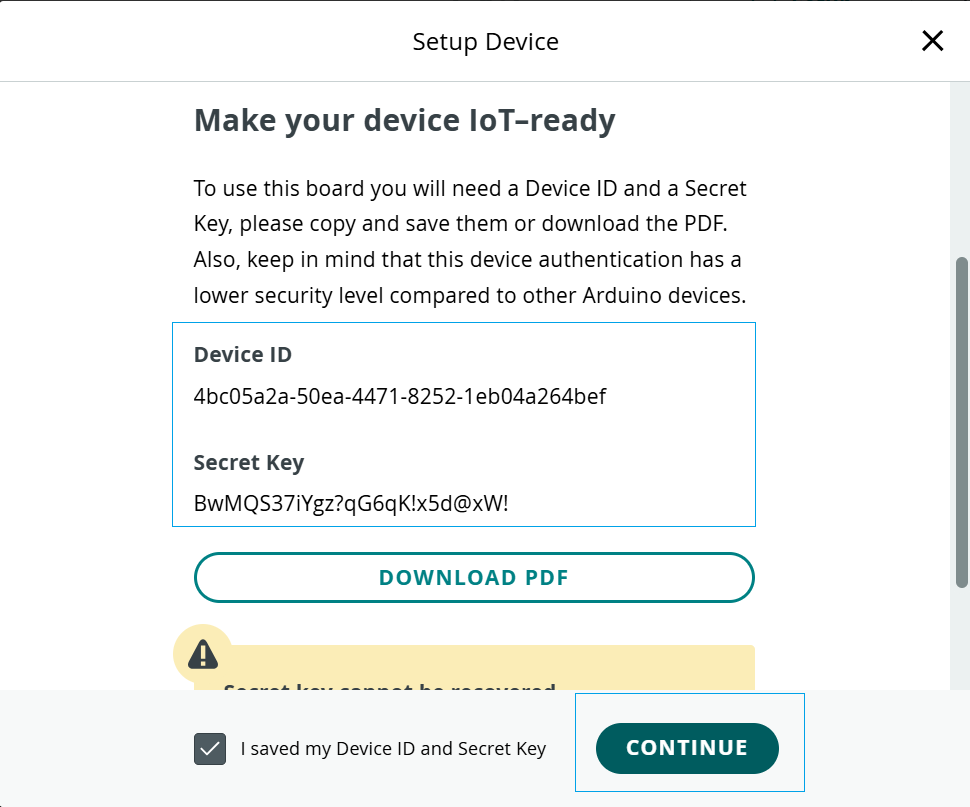 Setup Device
Make your device IoT–ready
To use this board you will need a Device ID and a Secret
Key, please copy and save them or download the PDF.
Also, keep in mind that this device authentication has a
lower security level compared to other Arduino devices.
Device ID
4bc05a2a-50ea-4471-8252-1eb04a264bef
Secret Key
BwMQS37iYgz?qG6qK!x5d@xW!
DOWNLOAD PDF
Secret key cannot be recovered
I saved my Device ID and Secret Key
CONTINUE